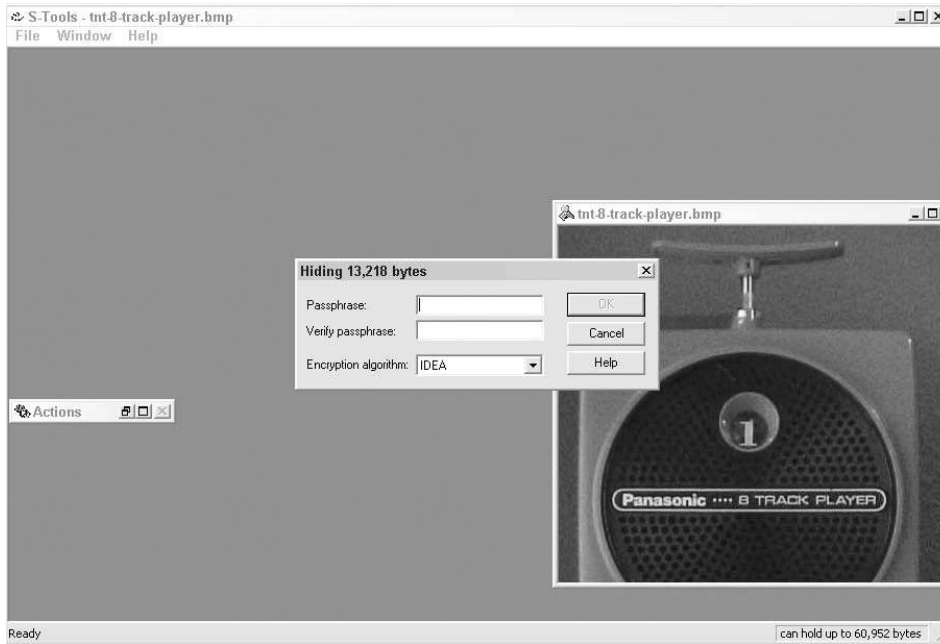 S-Tools - tnt-8-track-player.bmp
File Window Help
tnt-8-track-player.bmp
Hiding 13,218 bytes
Passphrase:
OK
Verify passphrase:
Cancel
Encryption algorithm: IDEA
Help
Actions
1
Panasonic •••• 8 TRACK PLAYER
Ready
can hold up to 60,952 bytes